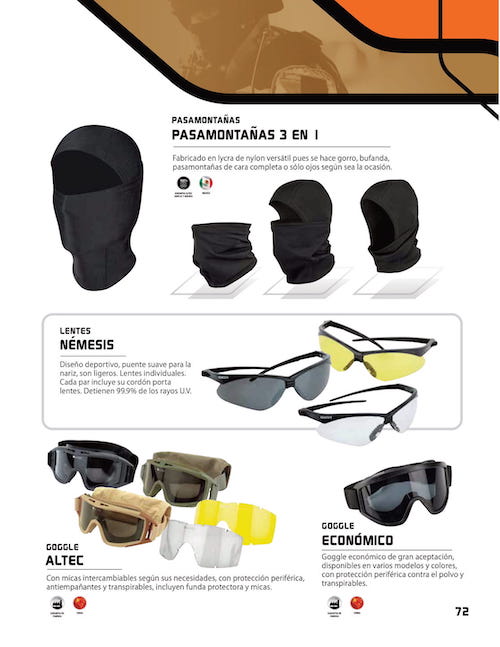 PASAMONTAÑAS
PASAMONTAÑAS 3 EN 1
Fabricado en lycra de nylon versátil pues se hace gorro, bufanda,
pasamontañas de cara completa o sólo ojos según sea la ocasión.
LENTES
NÉMESIS
Diseño deportivo, puente suave para la
nariz, son ligeros. Lentes individuales.
Cada par incluye su cordón porta
lentes. Detienen 99.9% de los rayos U.V.
GOGGLE
ALTEC
Con micas intercambiables según sus necesidades, con protección periférica,
antiempañantes y transpirables, incluyen funda protectora y micas.
GOGGLE
ECONÓMICO
Goggle económico de gran aceptación,
disponibles en varios modelos y colores,
con protección periférica contra el polvo y
transpirables.
72